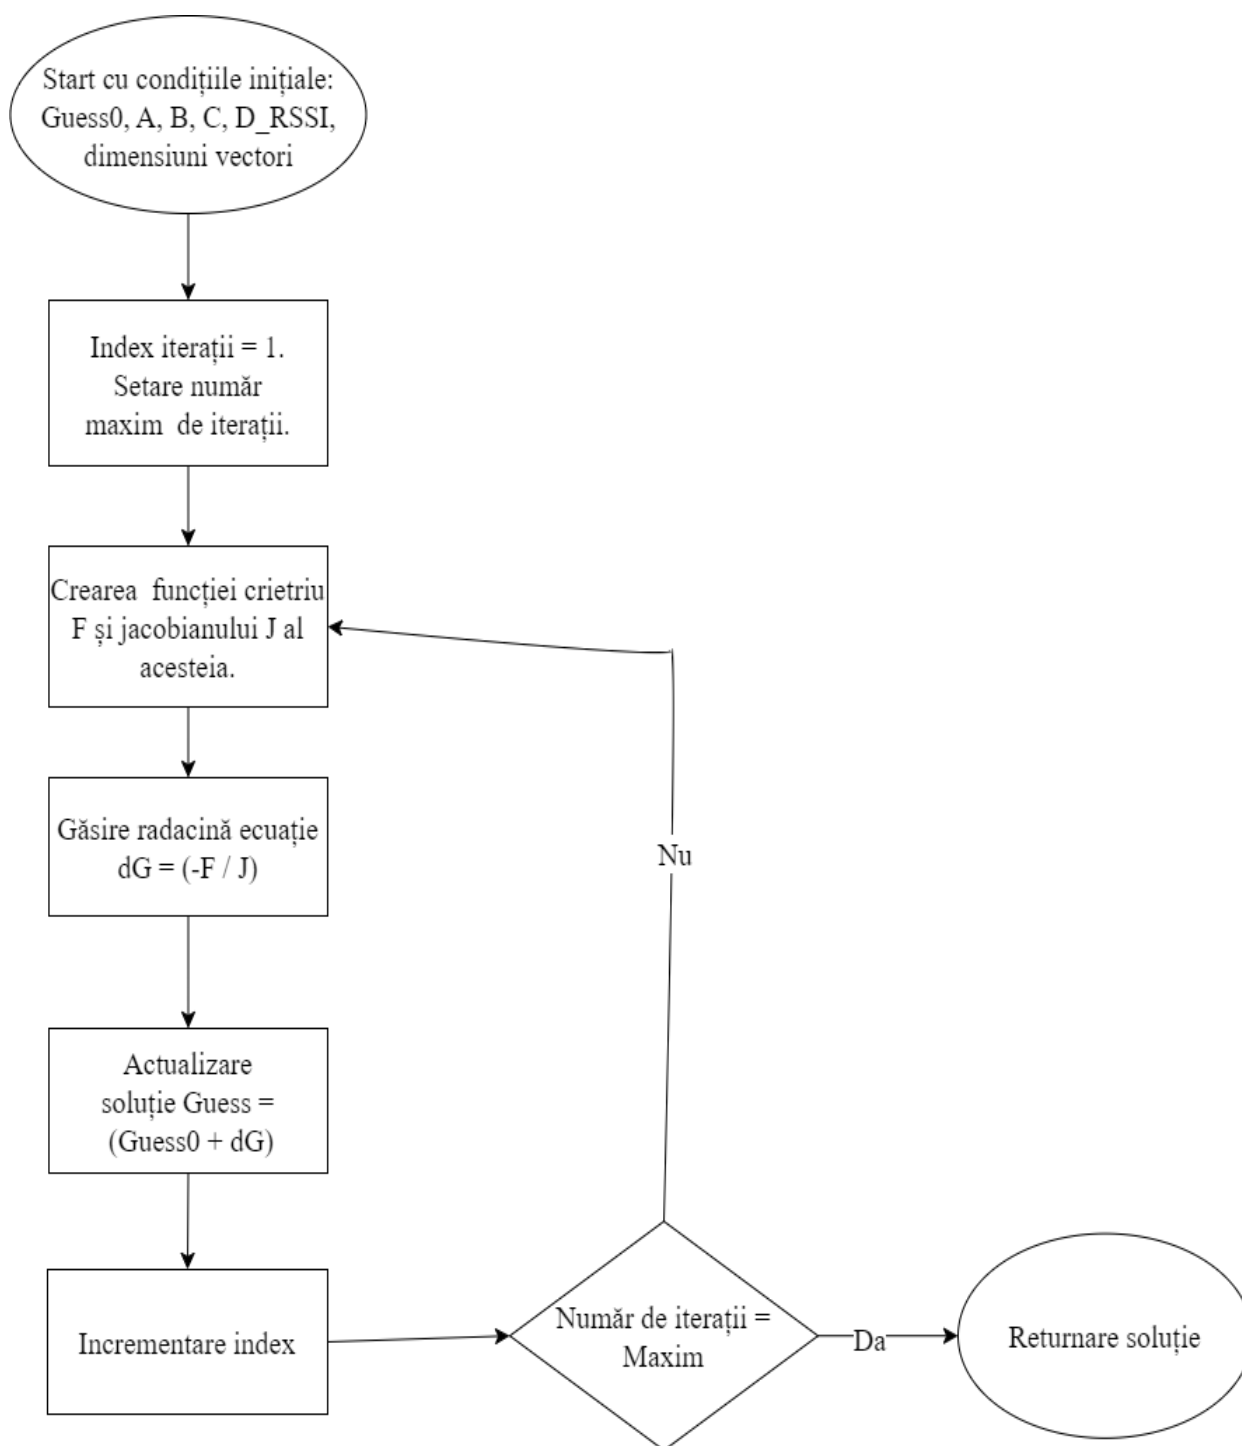 Start cu condițiile inițiale:
Guess0, A, B, C, D_RSSI,
dimensiuni vectori
Index iterații = 1.
Setare număr
maxim de iterații.
Crearea funcției crietriu
F și jacobianului J al
acesteia.
Găsire radacină ecuație
dG = (-F / J)
Actualizare
soluție Guess =
(Guess0 + dG)
Incrementare index
Număr de iterații =
Maxim
Nu
Da
Returnare soluție